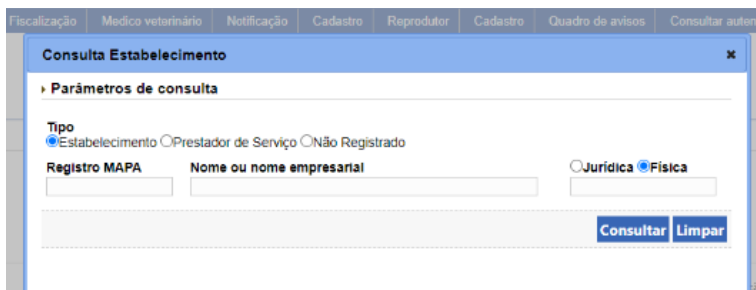 Fiscalização Medico veterinário Notificação Cadastro Reprodutor Cadastro Quadro de avisos Consultar
Consulta Estabelecimento
Parâmetros de consulta
Tipo
Estabelecimento Prestador de Serviço Não Registrado
Registro MAPA Nome ou nome empresarial Jurídica Física
Consultar Limpar